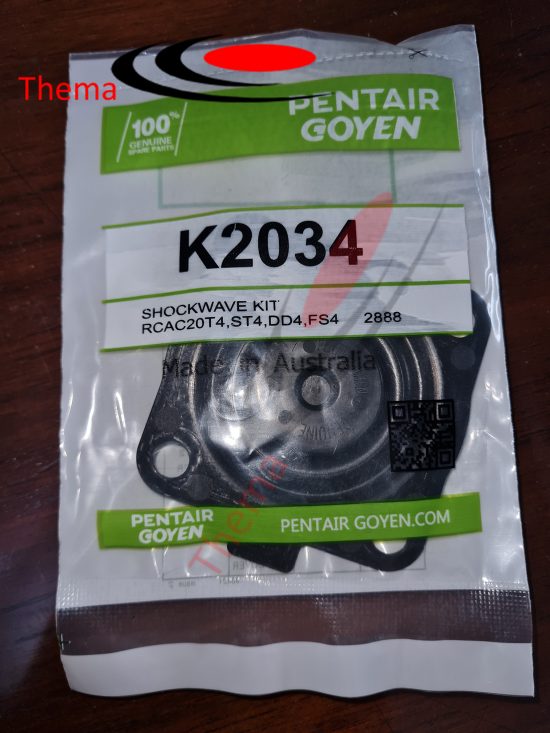 Thema
PENTAIR
GOYEN
100%
GENUINE
SPARE PARTS
K2034
SHOCKWAVE KIT
RCAC20T4,ST4,DD4,FS4 2888
Made in Australia
Thema
PENTAIR
GOYEN
PENTAIR GOYEN.COM